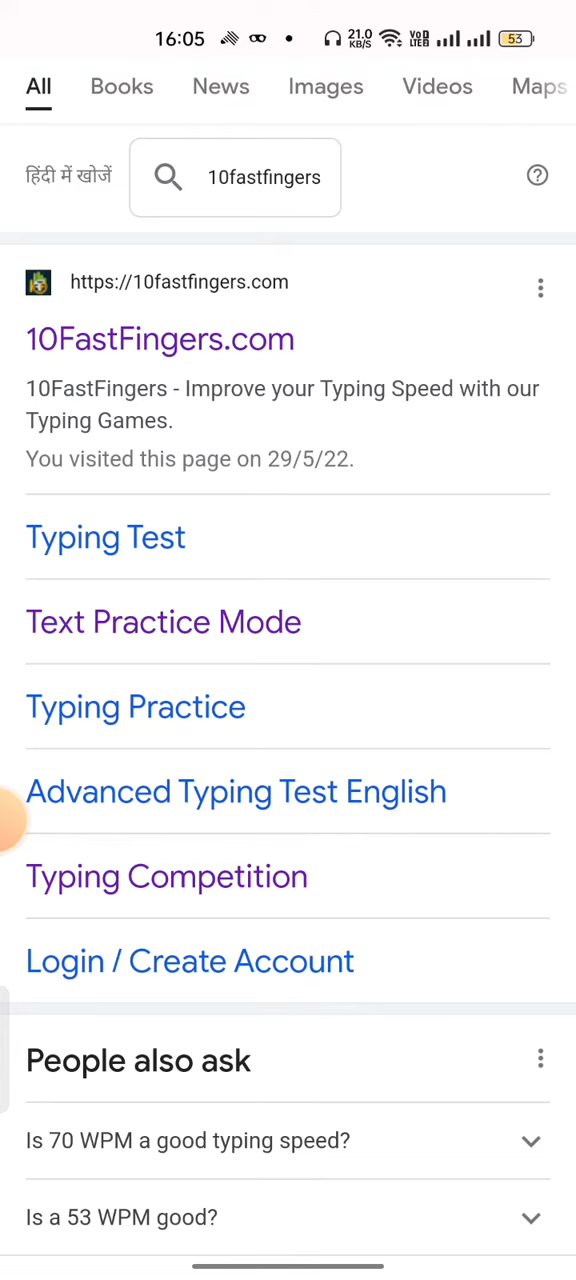 16:05 21.0 KB/S Vo) LTE2 53
All Books News Images Videos Maps
हिंदी में खोजें 10fastfingers
https://10fastfingers.com
10FastFingers.com
10FastFingers - Improve your Typing Speed with our
Typing Games.
You visited this page on 29/5/22.
Typing Test
Text Practice Mode
Typing Practice
Advanced Typing Test English
Typing Competition
Login / Create Account
People also ask
Is 70 WPM a good typing speed?
Is a 53 WPM good?